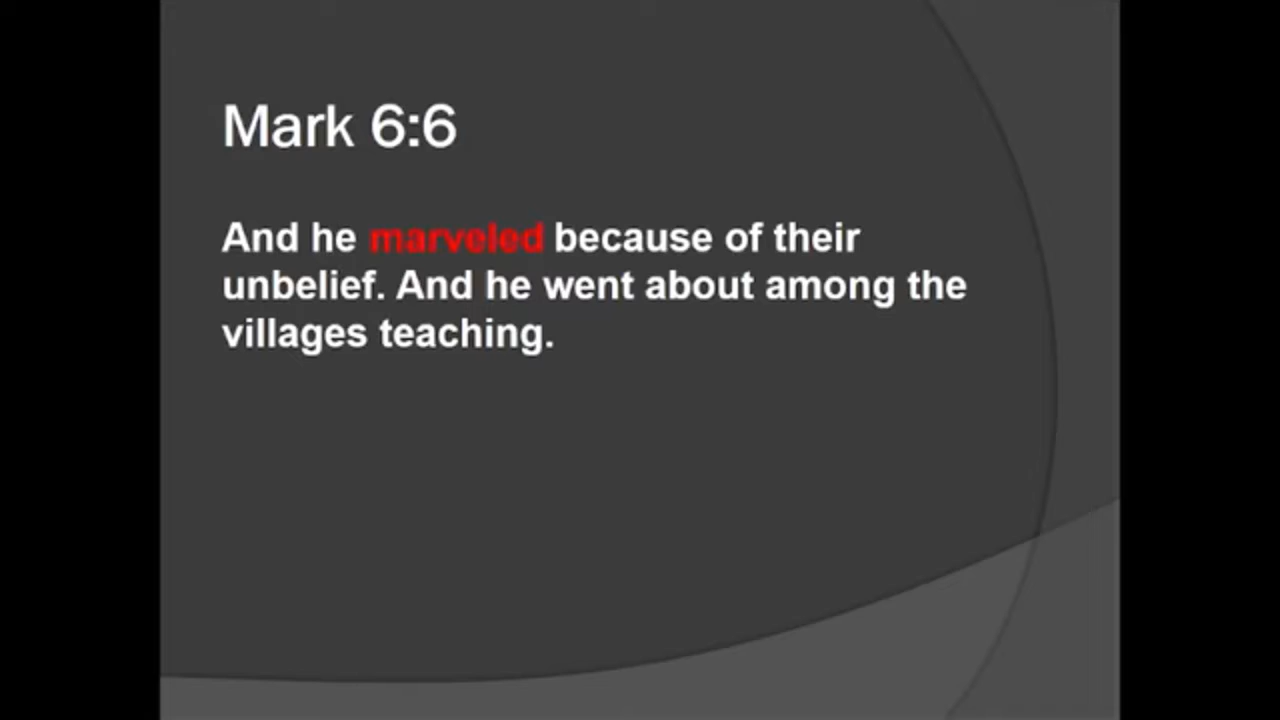 Mark 6:6
And he marveled because of their
unbelief. And he went about among the
villages teaching.